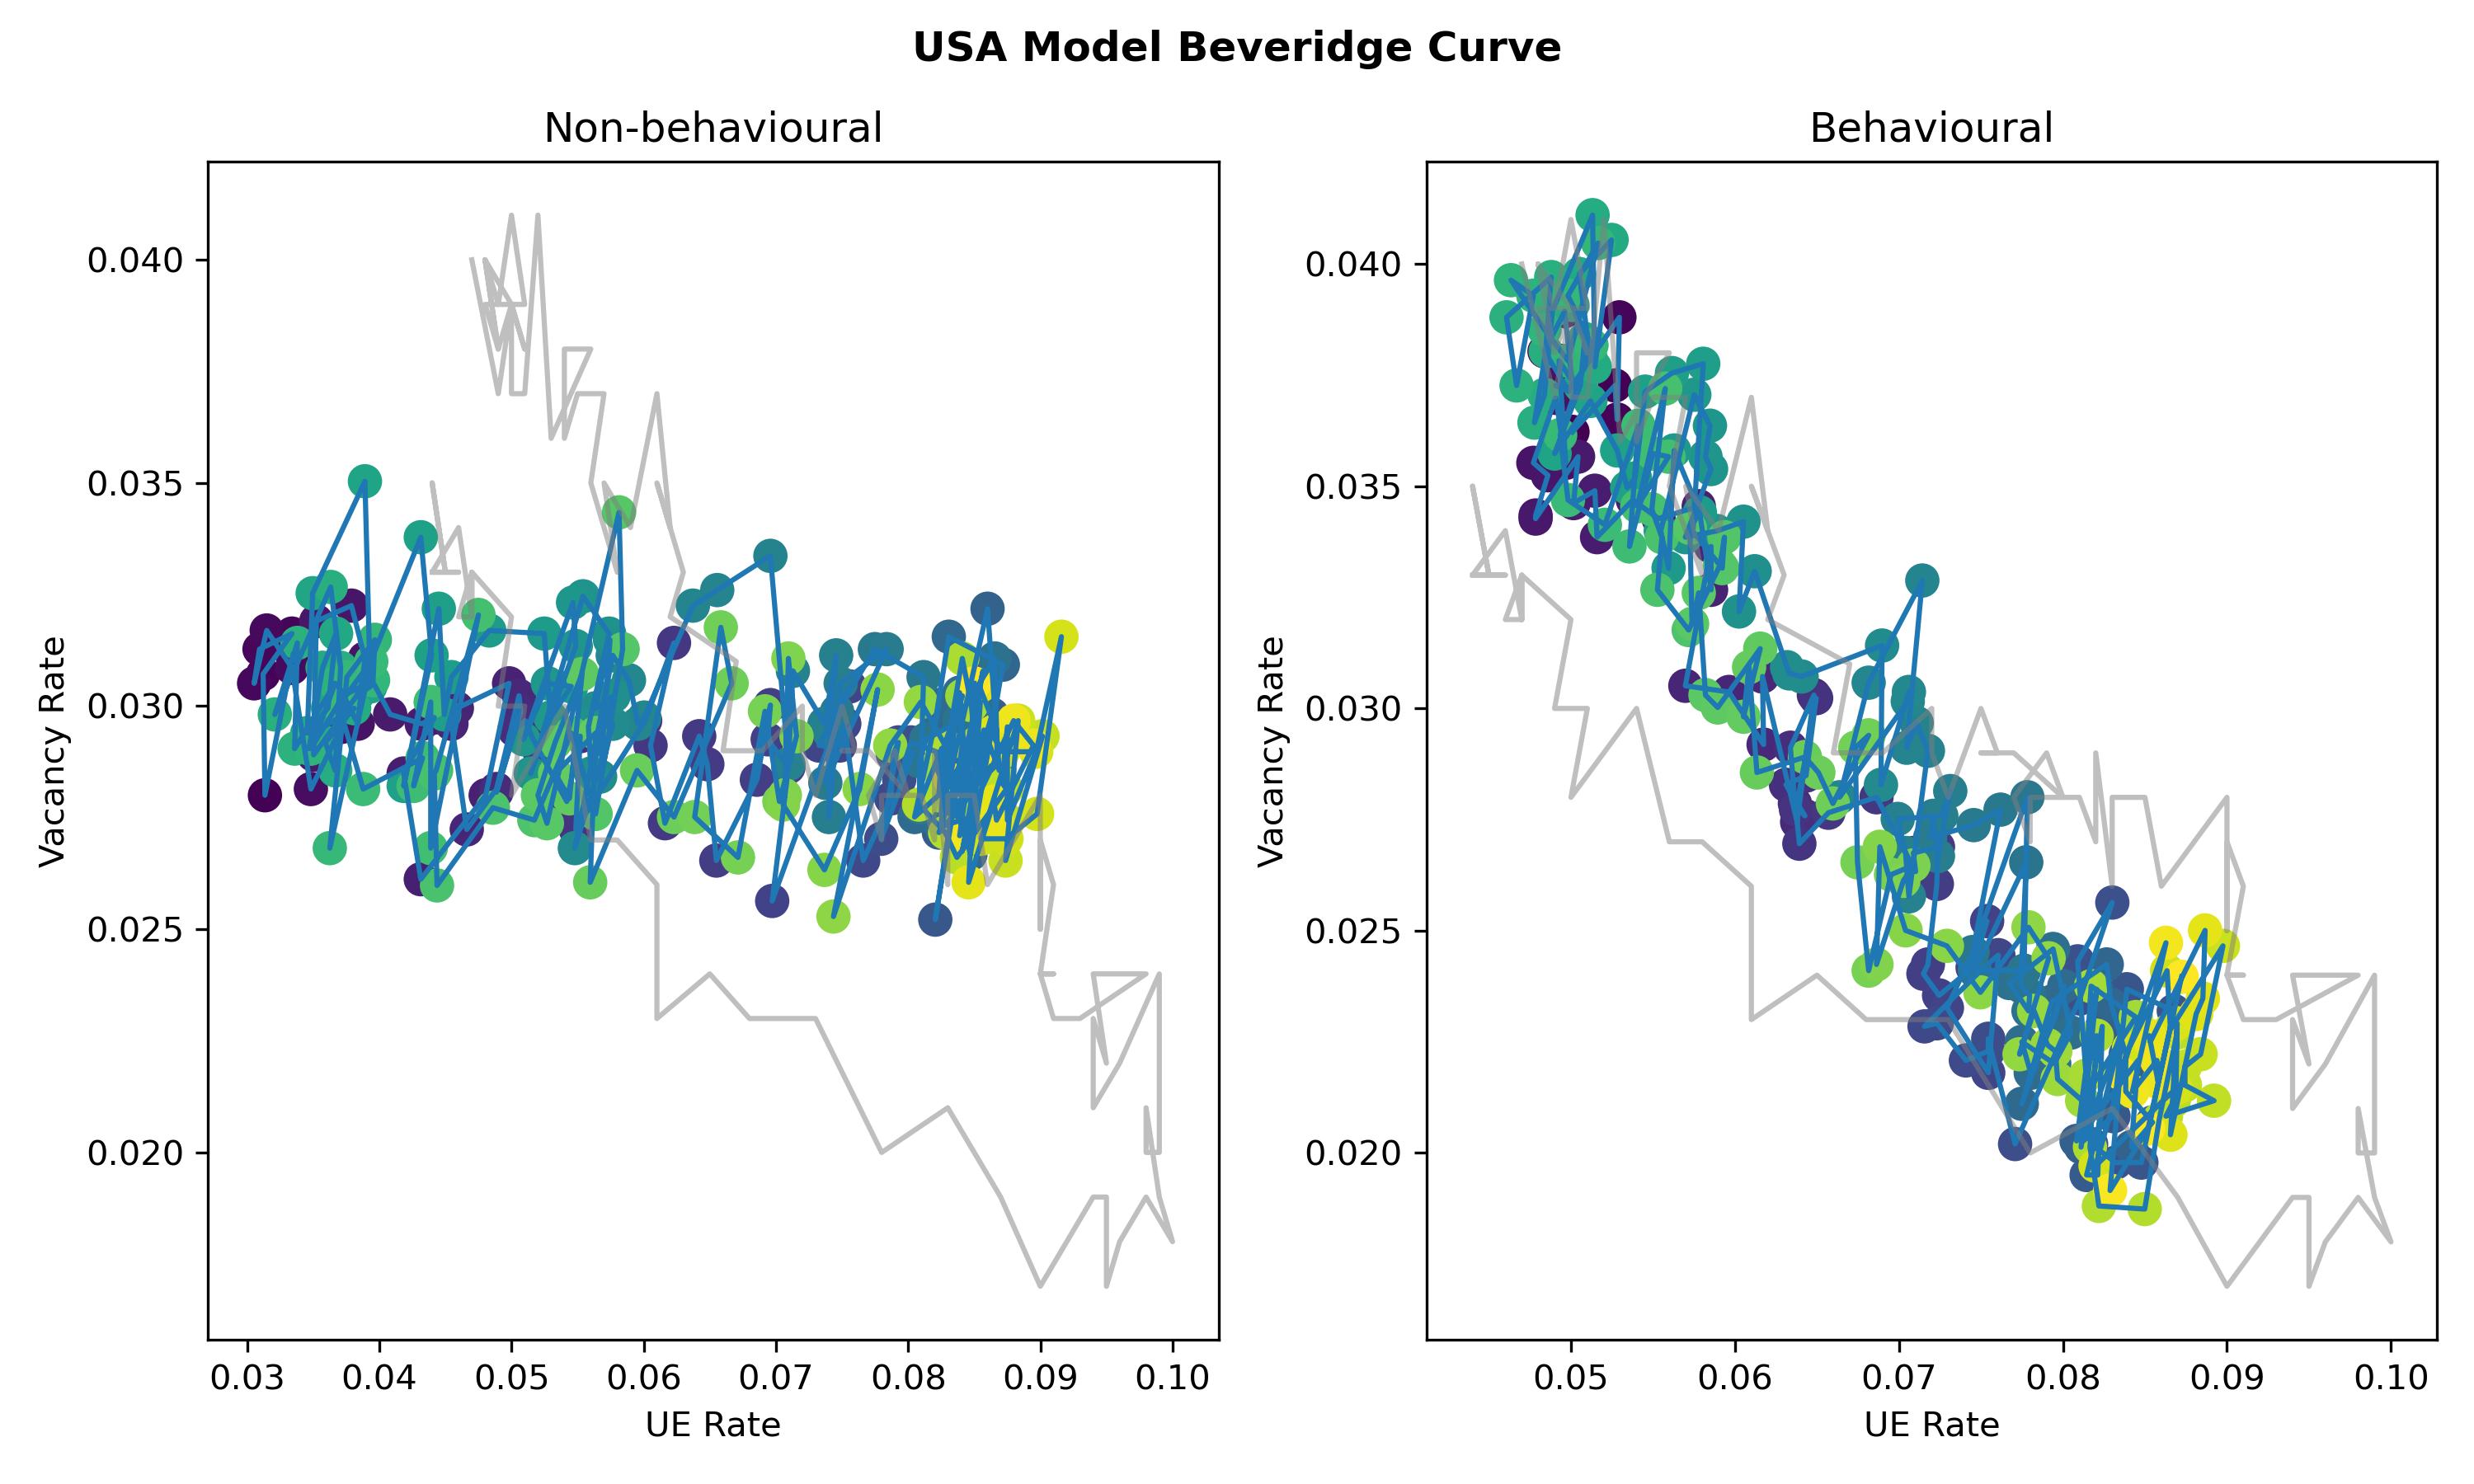 USA Model Beveridge Curve
Non-behavioural
Vacancy Rate
0.040
0.035
0.030
0.025
0.020
0.03 0.04 0.05 0.06 0.07 0.08 0.09 0.10
UE Rate
Behavioural
Vacancy Rate
0.040
0.035
0.030
0.025
0.020
0.05 0.06 0.07 0.08 0.09 0.10
UE Rate